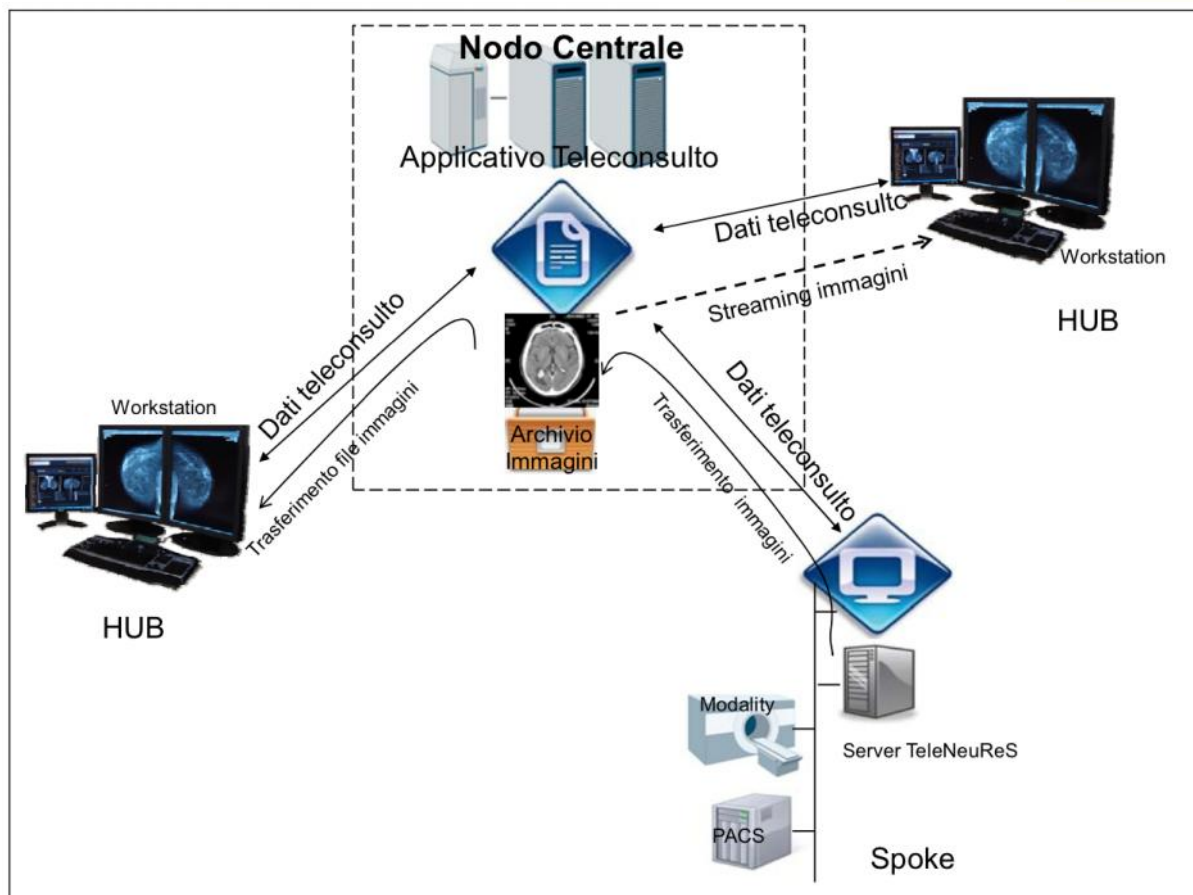 Nodo Centrale
Applicativo Teleconsulto
Dati teleconsulto
Streaming immagini
Workstation
HUB
Workstation
Dati teleconsulto
Trasferimento file immagini
HUB
Archivio
Immagini
Dati teleconsulto
Trasferimento immagini
Modality
Server TeleNeuReS
PACS
Spoke